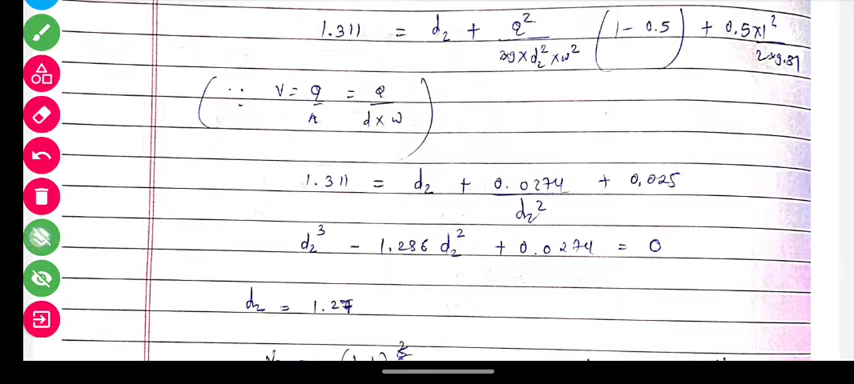 1.311 = d₂ + Q²/(2g×d₂²×w²) (1 - 0.5) + 0.5×1²/(2×9.81)
(∵ V = Q/A = Q/(d×w))
1.311 = d₂ + 0.0274/d₂² + 0.025
d₂³ - 1.286 d₂² + 0.0274 = 0
d₂ = 1.27